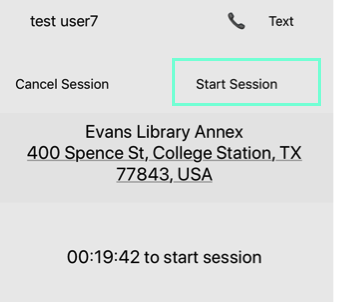 test user7 Text
Cancel Session Start Session
Evans Library Annex
400 Spence St, College Station, TX
77843, USA
00:19:42 to start session